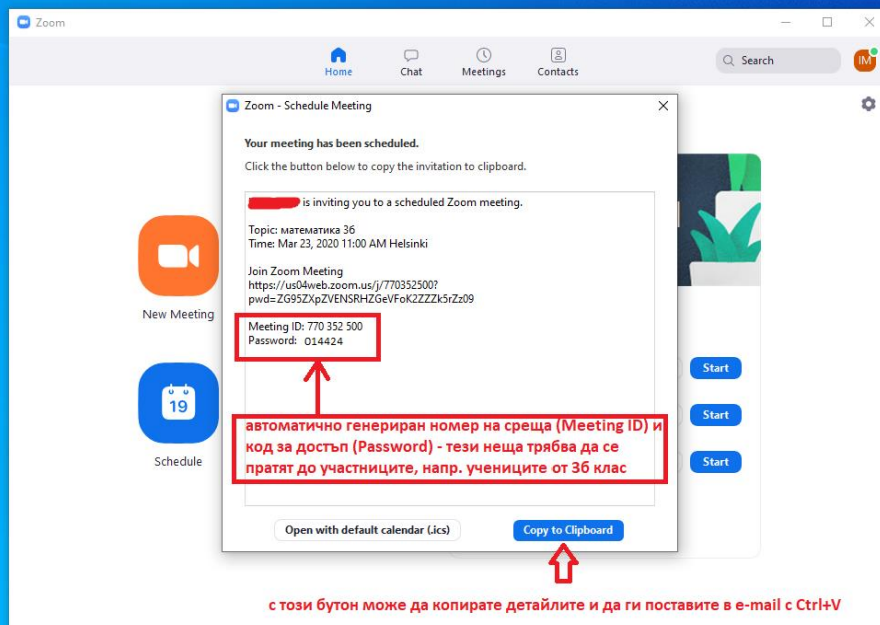 Zoom
Home
Chat
Meetings
Contacts
Search
IM
Zoom - Schedule Meeting
Your meeting has been scheduled.
Click the button below to copy the invitation to clipboard.
is inviting you to a scheduled Zoom meeting.
Topic: математика 3б
Time: Mar 23, 2020 11:00 AM Helsinki
Join Zoom Meeting
https://us04web.zoom.us/j/770352500?
pwd=ZG95ZXpZVENSRHZGeVFoK2ZZZk5rZz09
Meeting ID: 770 352 500
Password: 014424
автоматично генериран номер на среща (Meeting ID) и
код за достъп (Password) - тези неща трябва да се
пратят до участниците, напр. учениците от 3б клас
New Meeting
19
Schedule
Start
Start
Start
Open with default calendar (.ics)
Copy to Clipboard
с този бутон може да копирате детайлите и да ги поставите в e-mail с Ctrl+V